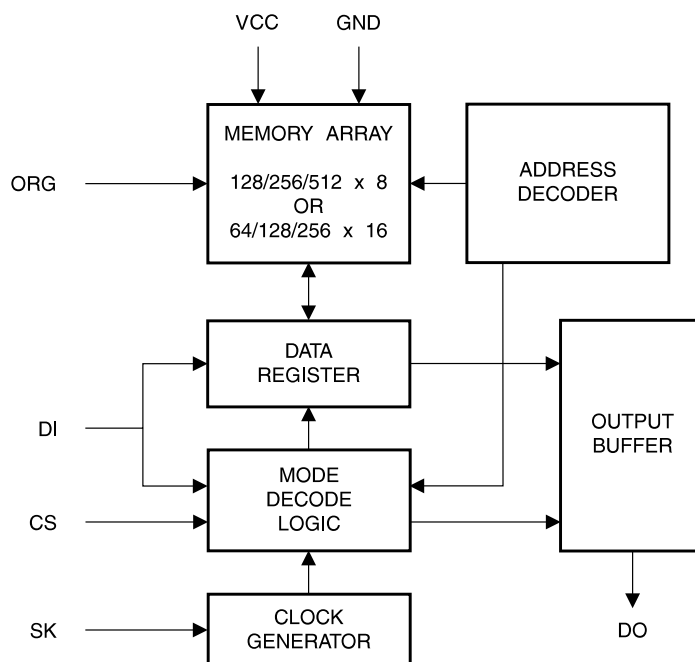 VCC
GND
MEMORY ARRAY
128/256/512 x 8
OR
64/128/256 x 16
ADDRESS
DECODER
ORG
DATA
REGISTER
DI
OUTPUT
BUFFER
MODE
DECODE
LOGIC
CS
CLOCK
GENERATOR
SK
DO